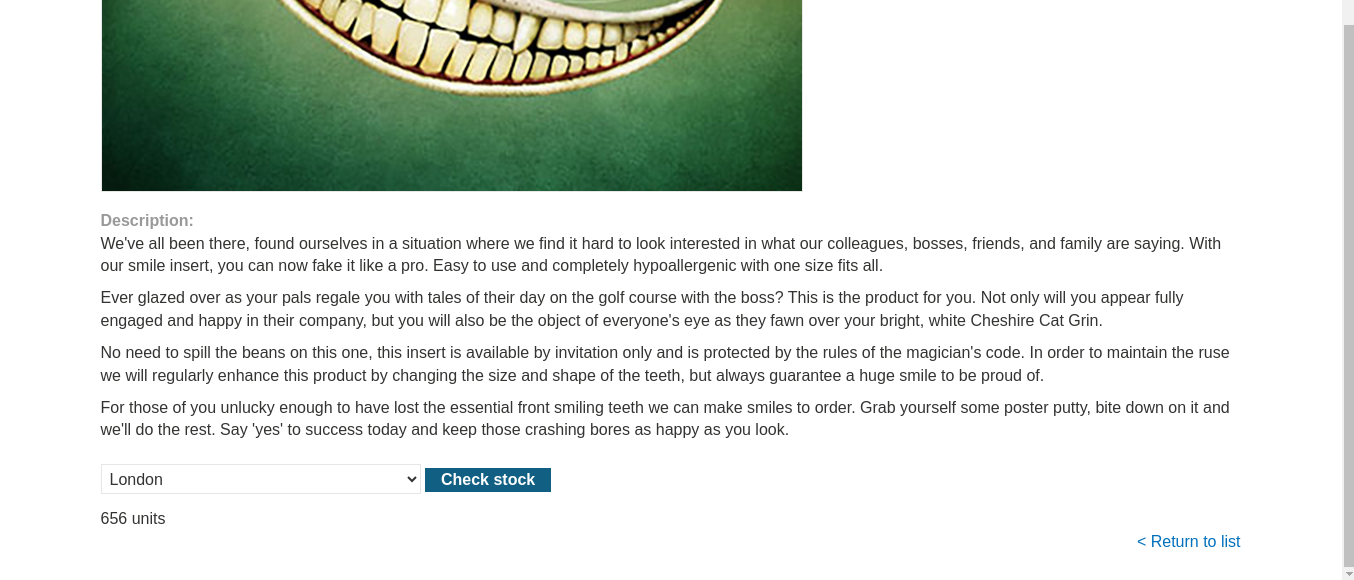 Description:
We've all been there, found ourselves in a situation where we find it hard to look interested in what our colleagues, bosses, friends, and family are saying. With
our smile insert, you can now fake it like a pro. Easy to use and completely hypoallergenic with one size fits all.
Ever glazed over as your pals regale you with tales of their day on the golf course with the boss? This is the product for you. Not only will you appear fully
engaged and happy in their company, but you will also be the object of everyone's eye as they fawn over your bright, white Cheshire Cat Grin.
No need to spill the beans on this one, this insert is available by invitation only and is protected by the rules of the magician's code. In order to maintain the ruse
we will regularly enhance this product by changing the size and shape of the teeth, but always guarantee a huge smile to be proud of.
For those of you unlucky enough to have lost the essential front smiling teeth we can make smiles to order. Grab yourself some poster putty, bite down on it and
we'll do the rest. Say 'yes' to success today and keep those crashing bores as happy as you look.
London Check stock
656 units
< Return to list